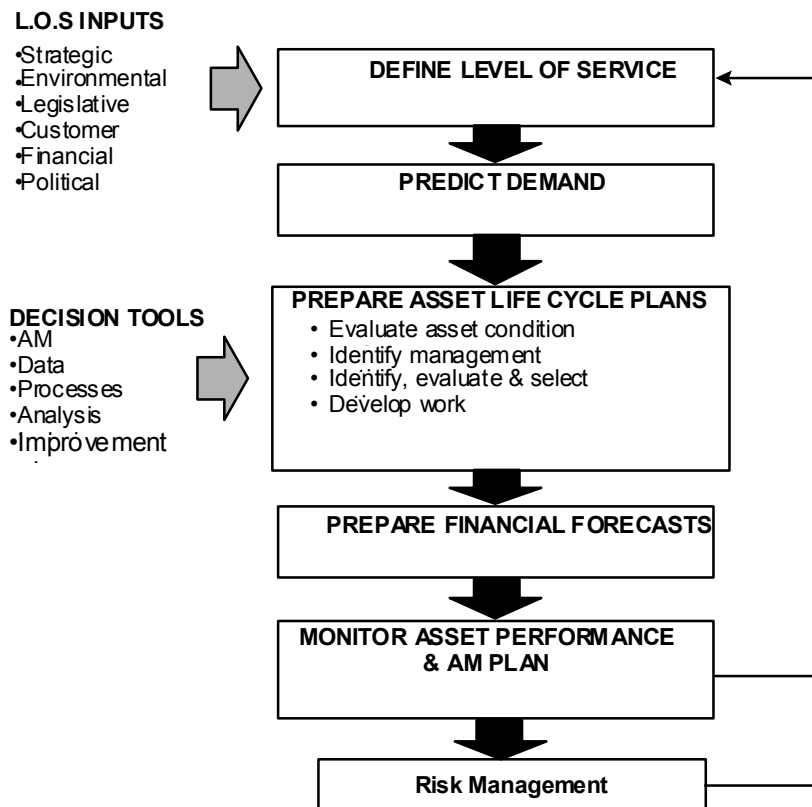 L.O.S INPUTS
•Strategic
•Environmental
•Legislative
•Customer
•Financial
•Political
DEFINE LEVEL OF SERVICE
PREDICT DEMAND
DECISION TOOLS
•AM
•Data
•Processes
•Analysis
•Improvement
PREPARE ASSET LIFE CYCLE PLANS
• Evaluate asset condition
• Identify management
• Identify, evaluate & select
• Develop work
PREPARE FINANCIAL FORECASTS
MONITOR ASSET PERFORMANCE
& AM PLAN
Risk Management